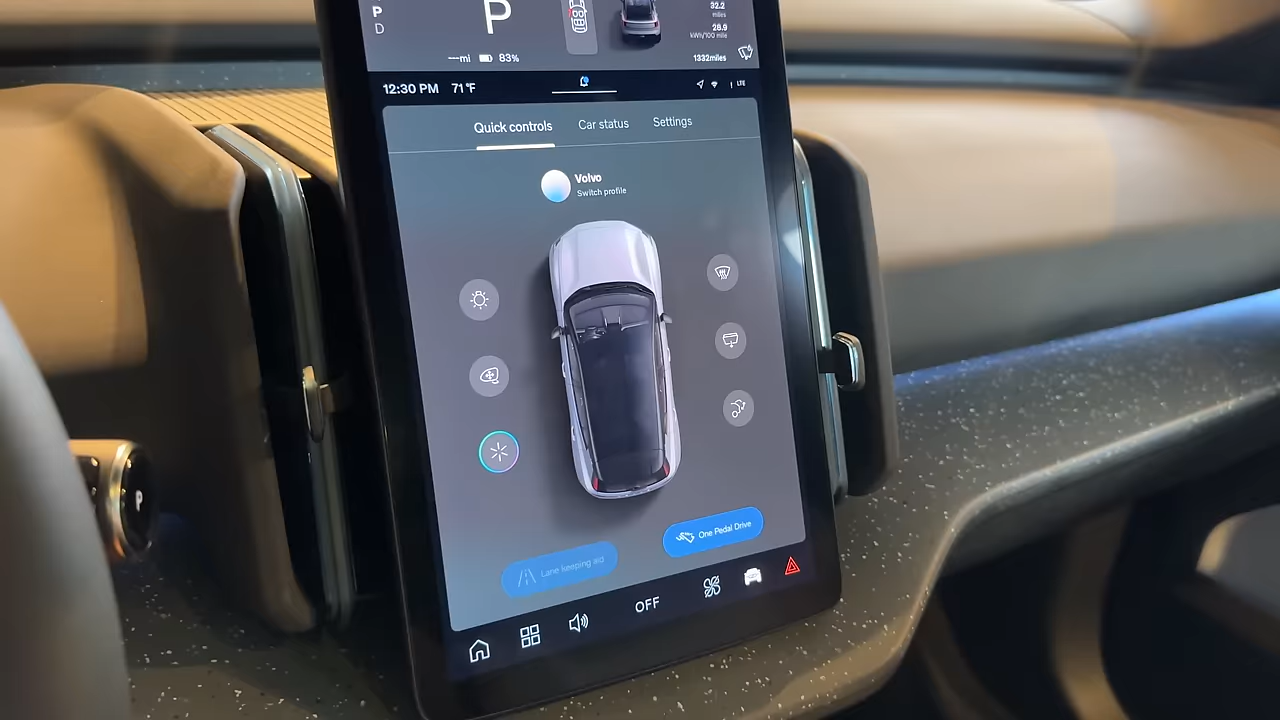 P
D
P
32.2
miles
28.9
kWh/100 mile
--mi 83%
1332miles
12:30 PM 71°F
LTE
Quick controls Car status Settings
Volvo
Switch profile
One Pedal Drive
Lane keeping aid
OFF
P